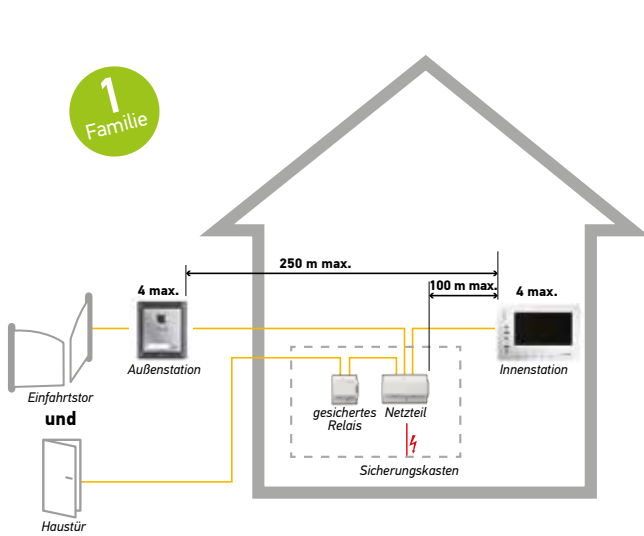 1
Familie
250 m max.
100 m max.
4 max.
4 max.
Außenstation
Innenstation
Einfahrtstor
und
gesichertes
Relais
Netzteil
Sicherungskasten
Haustür